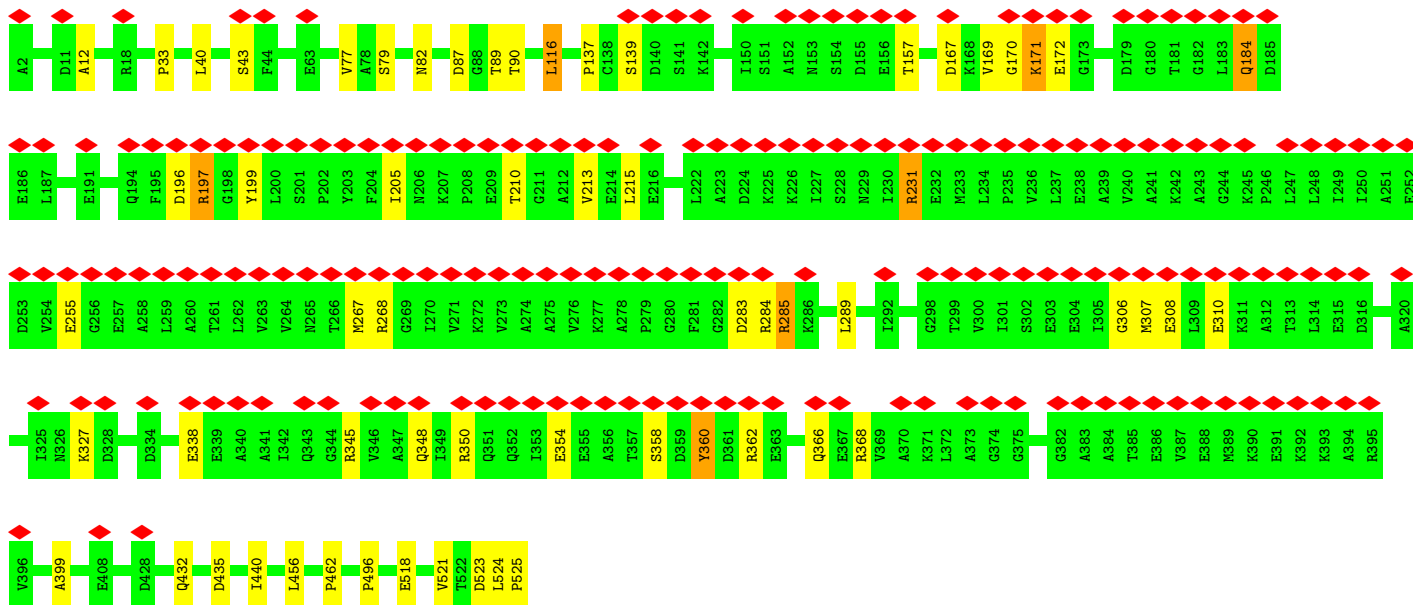 A2 D11 A12 R18 P33 L40 S43 F44 E63 V77 A78 S79 N82 D87 G88 T89 T90 L116 P137 C138 S139 D140 S141 K142 I150 S151 A152 N153 S154 D155 E156 T157 D167 K168 V169 G170 K171 E172 G173 D179 G180 T181 G182 L183 Q184 D185
E186 L187 E191 Q194 F195 D196 R197 G198 Y199 L200 S201 P202 Y203 F204 I205 N206 K207 P208 E209 T210 G211 A212 V213 E214 L215 E216 L222 A223 D224 K225 K226 I227 S228 N229 I230 R231 E232 M233 L234 P235 V236 L237 E238 A239 V240 A241 K242 A243 G244 K245 P246 L247 L248 I249 I250 A251 E252
D253 V254 E255 G256 E257 A258 L259 A260 T261 L262 V263 V264 N265 T266 M267 R268 G269 I270 V271 K272 V273 A274 A275 V276 K277 A278 P279 G280 F281 G282 D283 R284 R285 K286 L289 I292 G298 T299 V300 I301 S302 E303 E304 I305 G306 M307 E308 L309 E310 K311 A312 T313 L314 E315 D316 A320
I325 N326 K327 D328 D334 E338 E339 A340 A341 I342 Q343 G344 R345 V346 A347 Q348 I349 R350 Q351 Q352 I353 E354 E355 A356 T357 S358 D359 Y360 D361 R362 E363 Q366 E367 R368 V369 A370 K371 L372 A373 G374 G375 G382 A383 A384 T385 E386 V387 E388 M389 K390 E391 K392 K393 A394 R395
V396 A399 E408 D428 Q432 D435 I440 L456 P462 P496 E518 V521 T522 D523 L524 P525